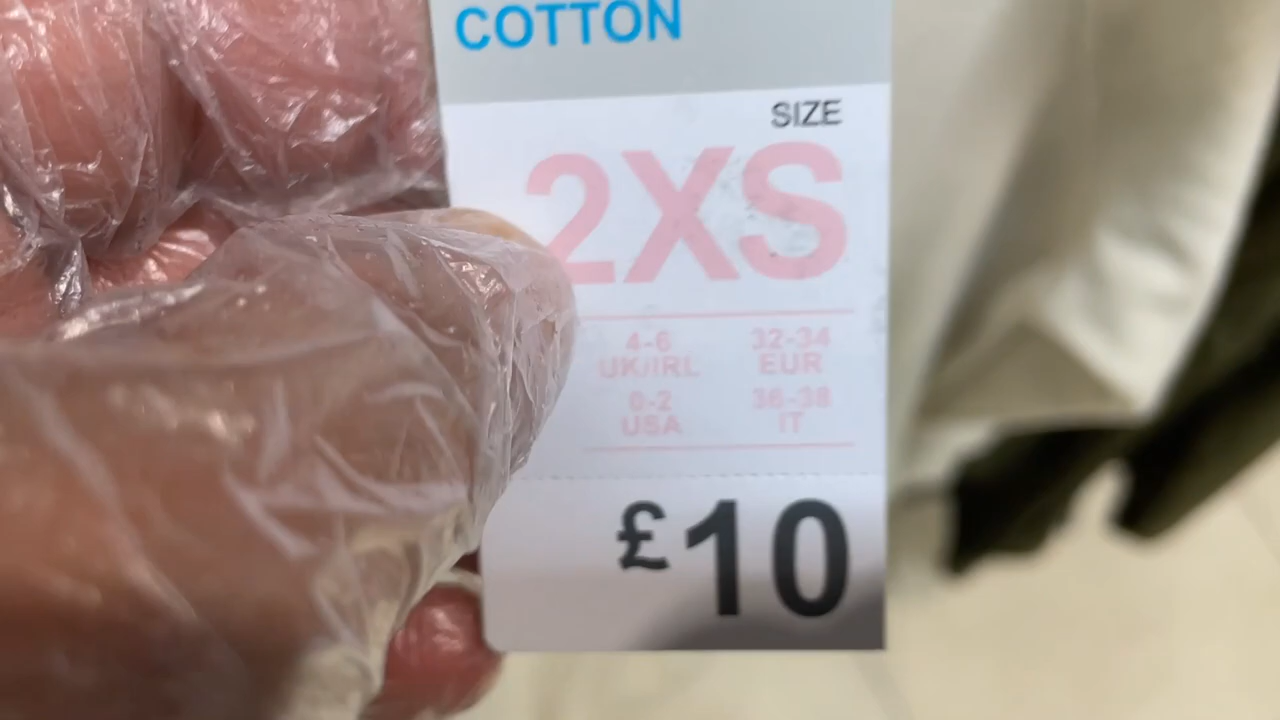 COTTON
SIZE
2XS
4-6 32-34
UK/IRL EUR
0-2 36-38
USA IT
£10